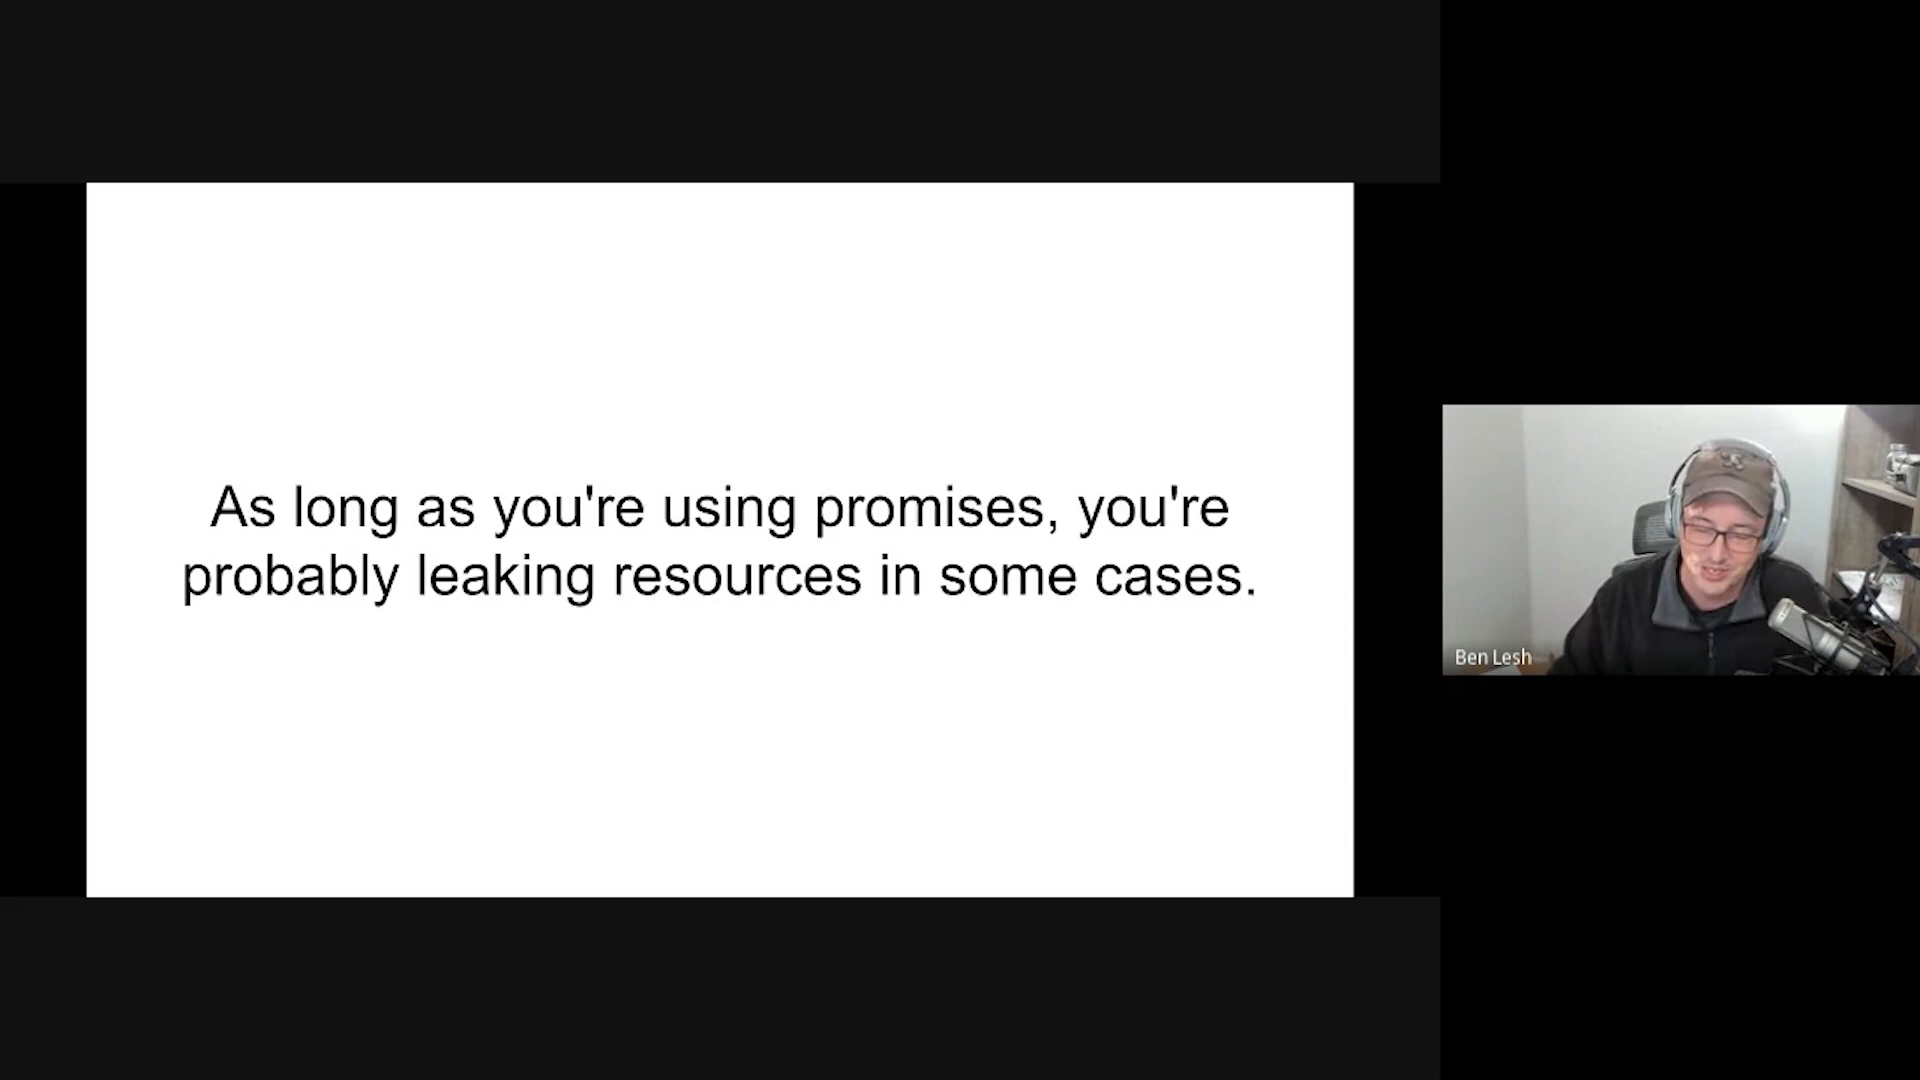 As long as you're using promises, you're
probably leaking resources in some cases.
Ben Lesh